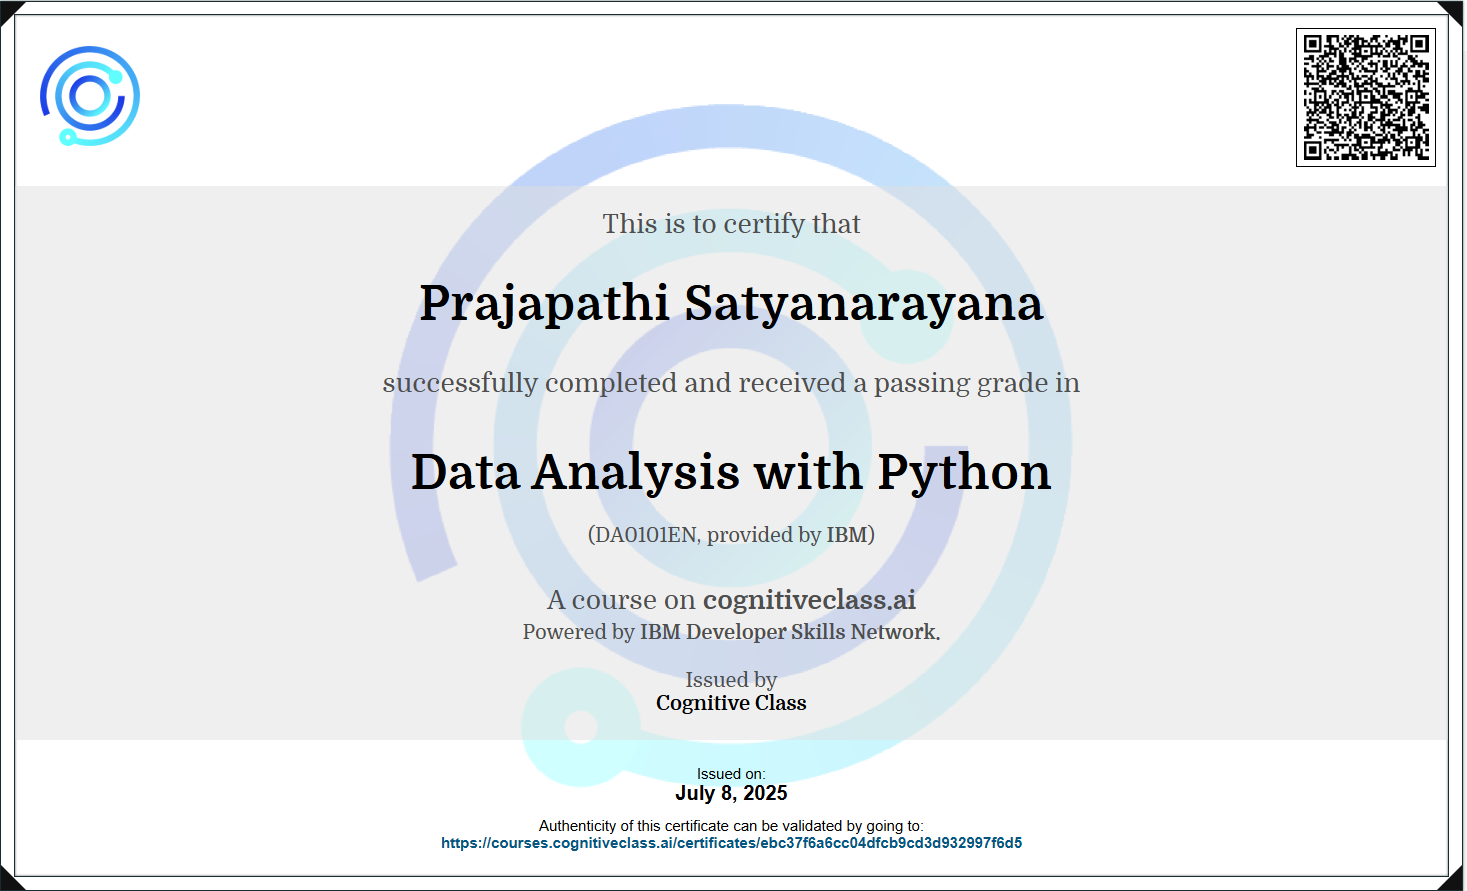 This is to certify that
Prajapathi Satyanarayana
successfully completed and received a passing grade in
Data Analysis with Python
(DA0101EN, provided by IBM)
A course on cognitiveclass.ai
Powered by IBM Developer Skills Network.
Issued by
Cognitive Class
Issued on:
July 8, 2025
Authenticity of this certificate can be validated by going to:
https://courses.cognitiveclass.ai/certificates/ebc37f6a6cc04dfcb9cd3d932997f6d5